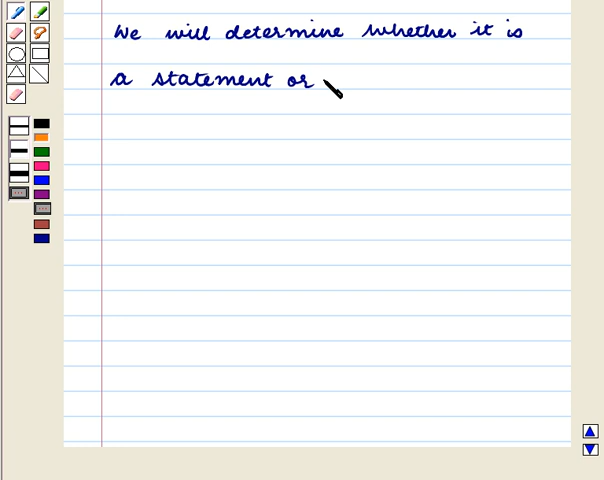 We will determine whether it is
a statement or